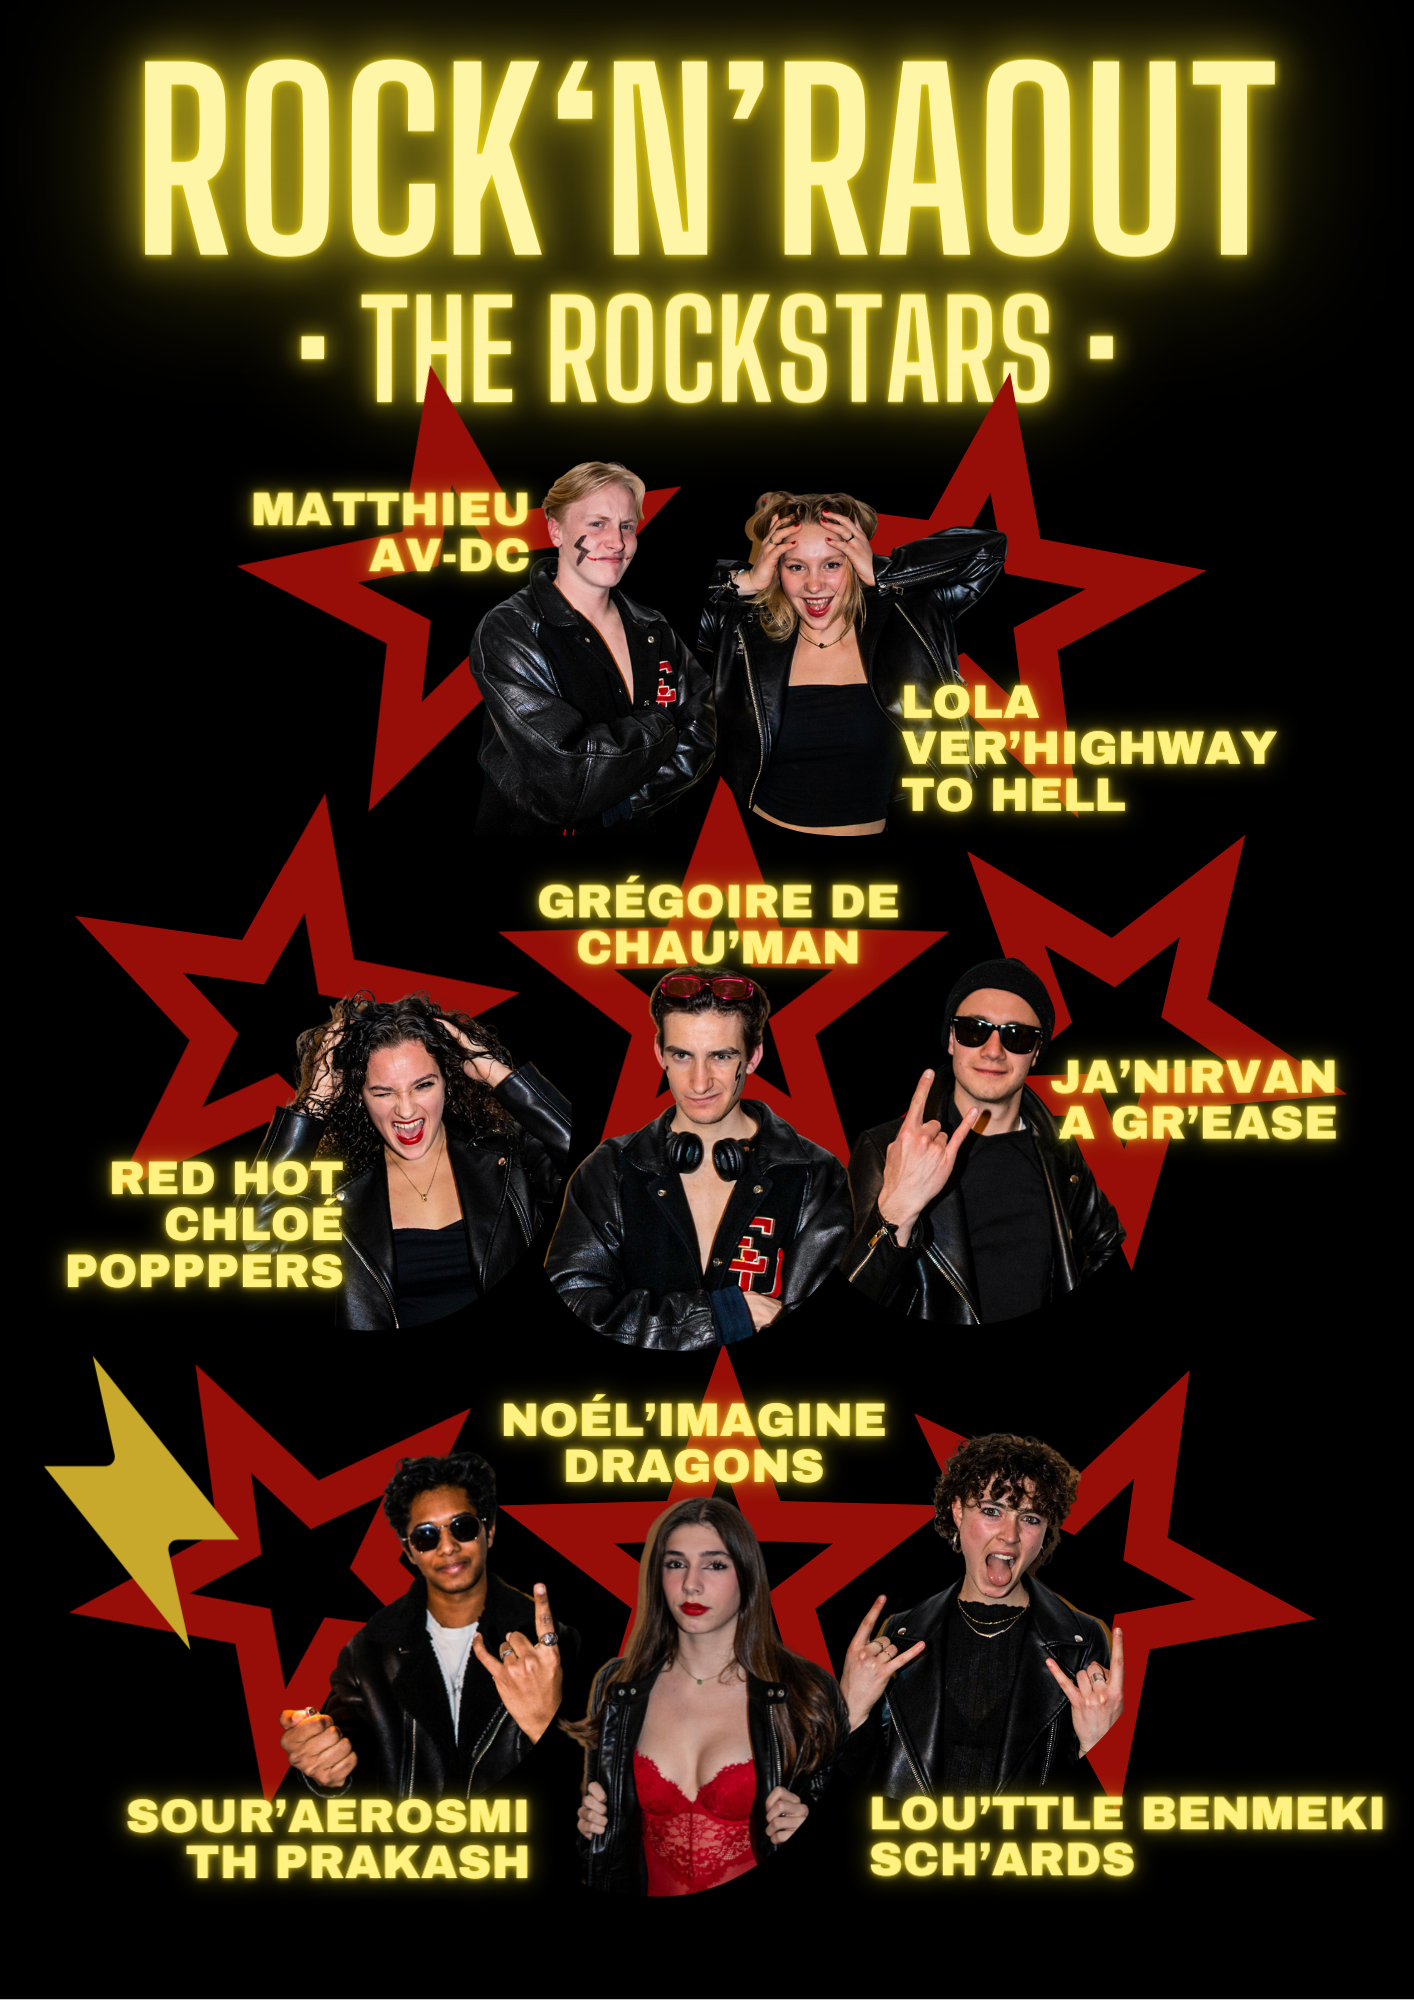 ROCK‘N’RAOUT
· THE ROCKSTARS ·
MATTHIEU
AV-DC
LOLA
VER’HIGHWAY
TO HELL
GRÉGOIRE DE
CHAU’MAN
JA’NIRVAN
A GR’EASE
RED HOT
CHLOÉ
POPPPERS
NOÉL’IMAGINE
DRAGONS
SOUR’AEROSMI
TH PRAKASH
LOU’TTLE BENMEKI
SCH’ARDS